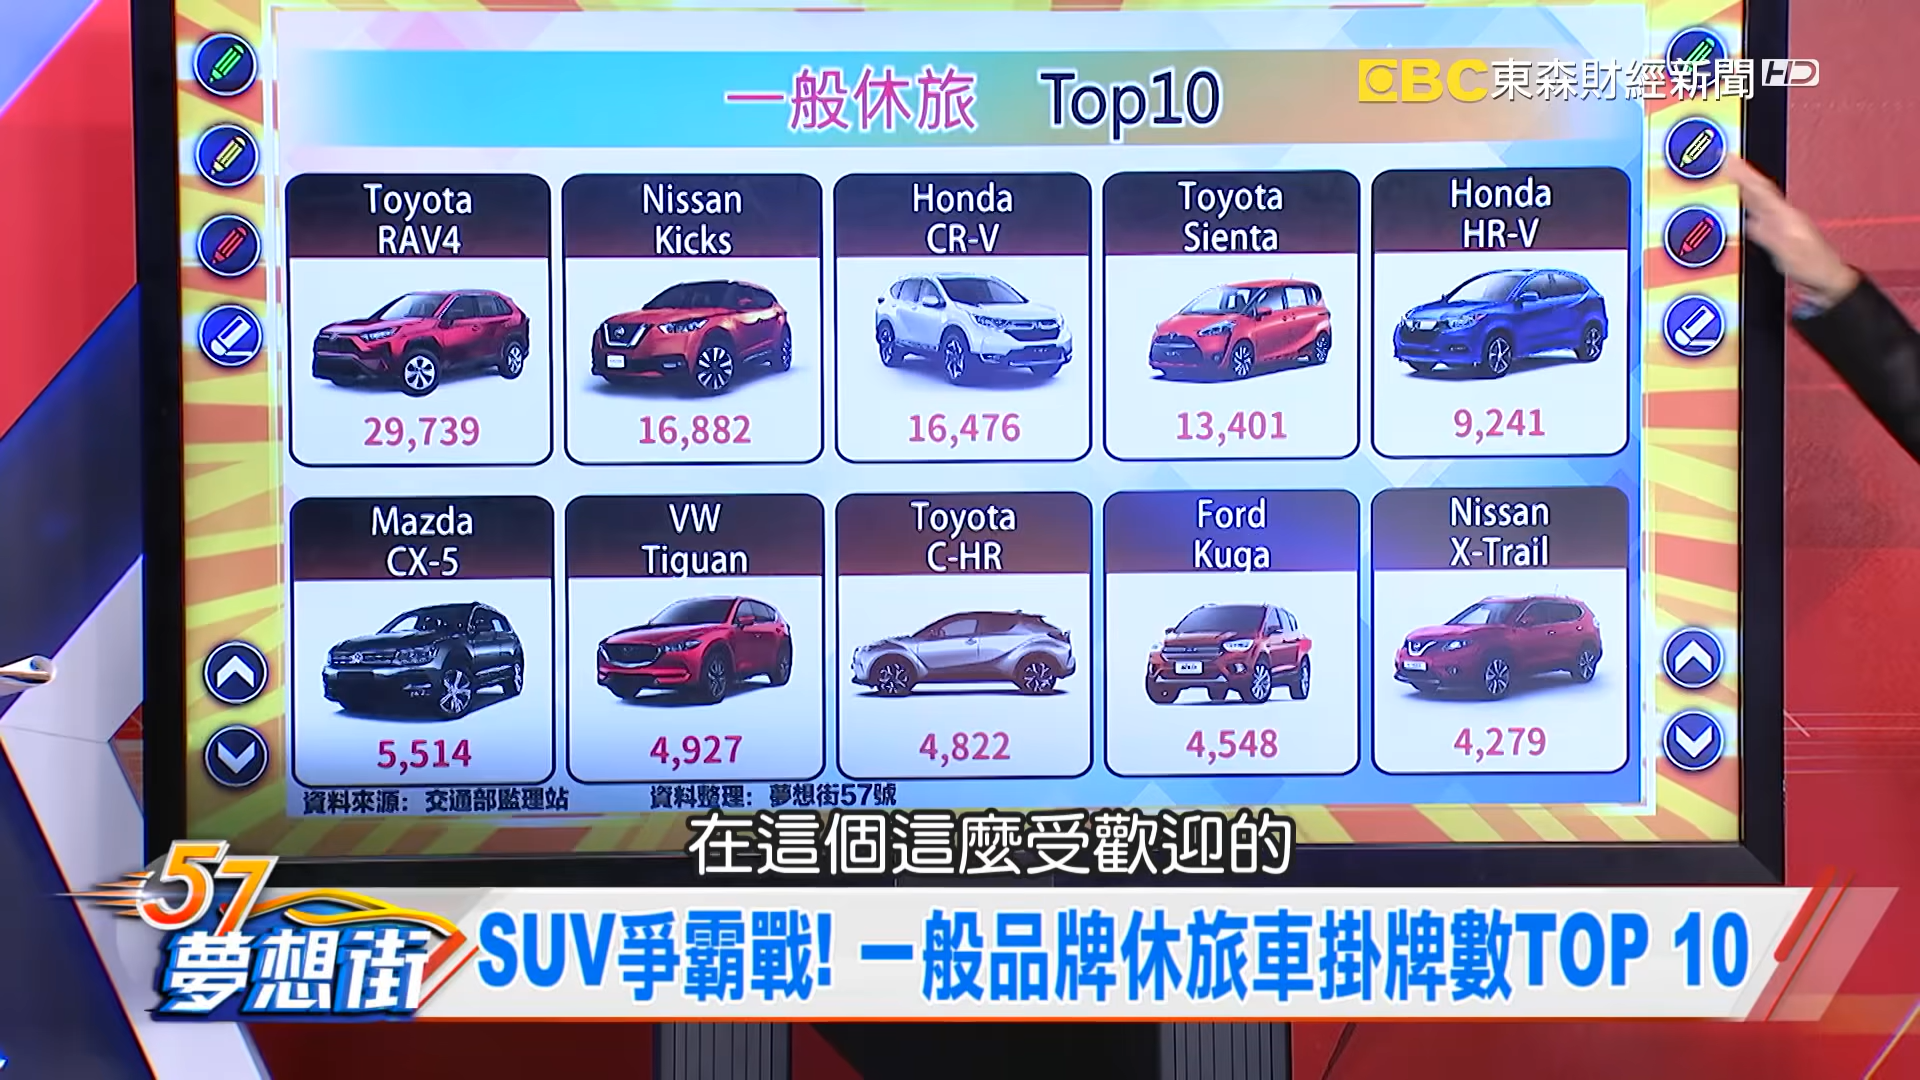 一般休旅 Top10
EBC東森財經新聞HD
Toyota
RAV4
29,739
Nissan
Kicks
16,882
Honda
CR-V
16,476
Toyota
Sienta
13,401
Honda
HR-V
9,241
Mazda
CX-5
5,514
VW
Tiguan
4,927
Toyota
C-HR
4,822
Ford
Kuga
4,548
Nissan
X-Trail
4,279
資料來源：交通部監理站 資料整理：夢想街57號
在這個這麼受歡迎的
57
夢想街
SUV爭霸戰! 一般品牌休旅車掛牌數TOP 10